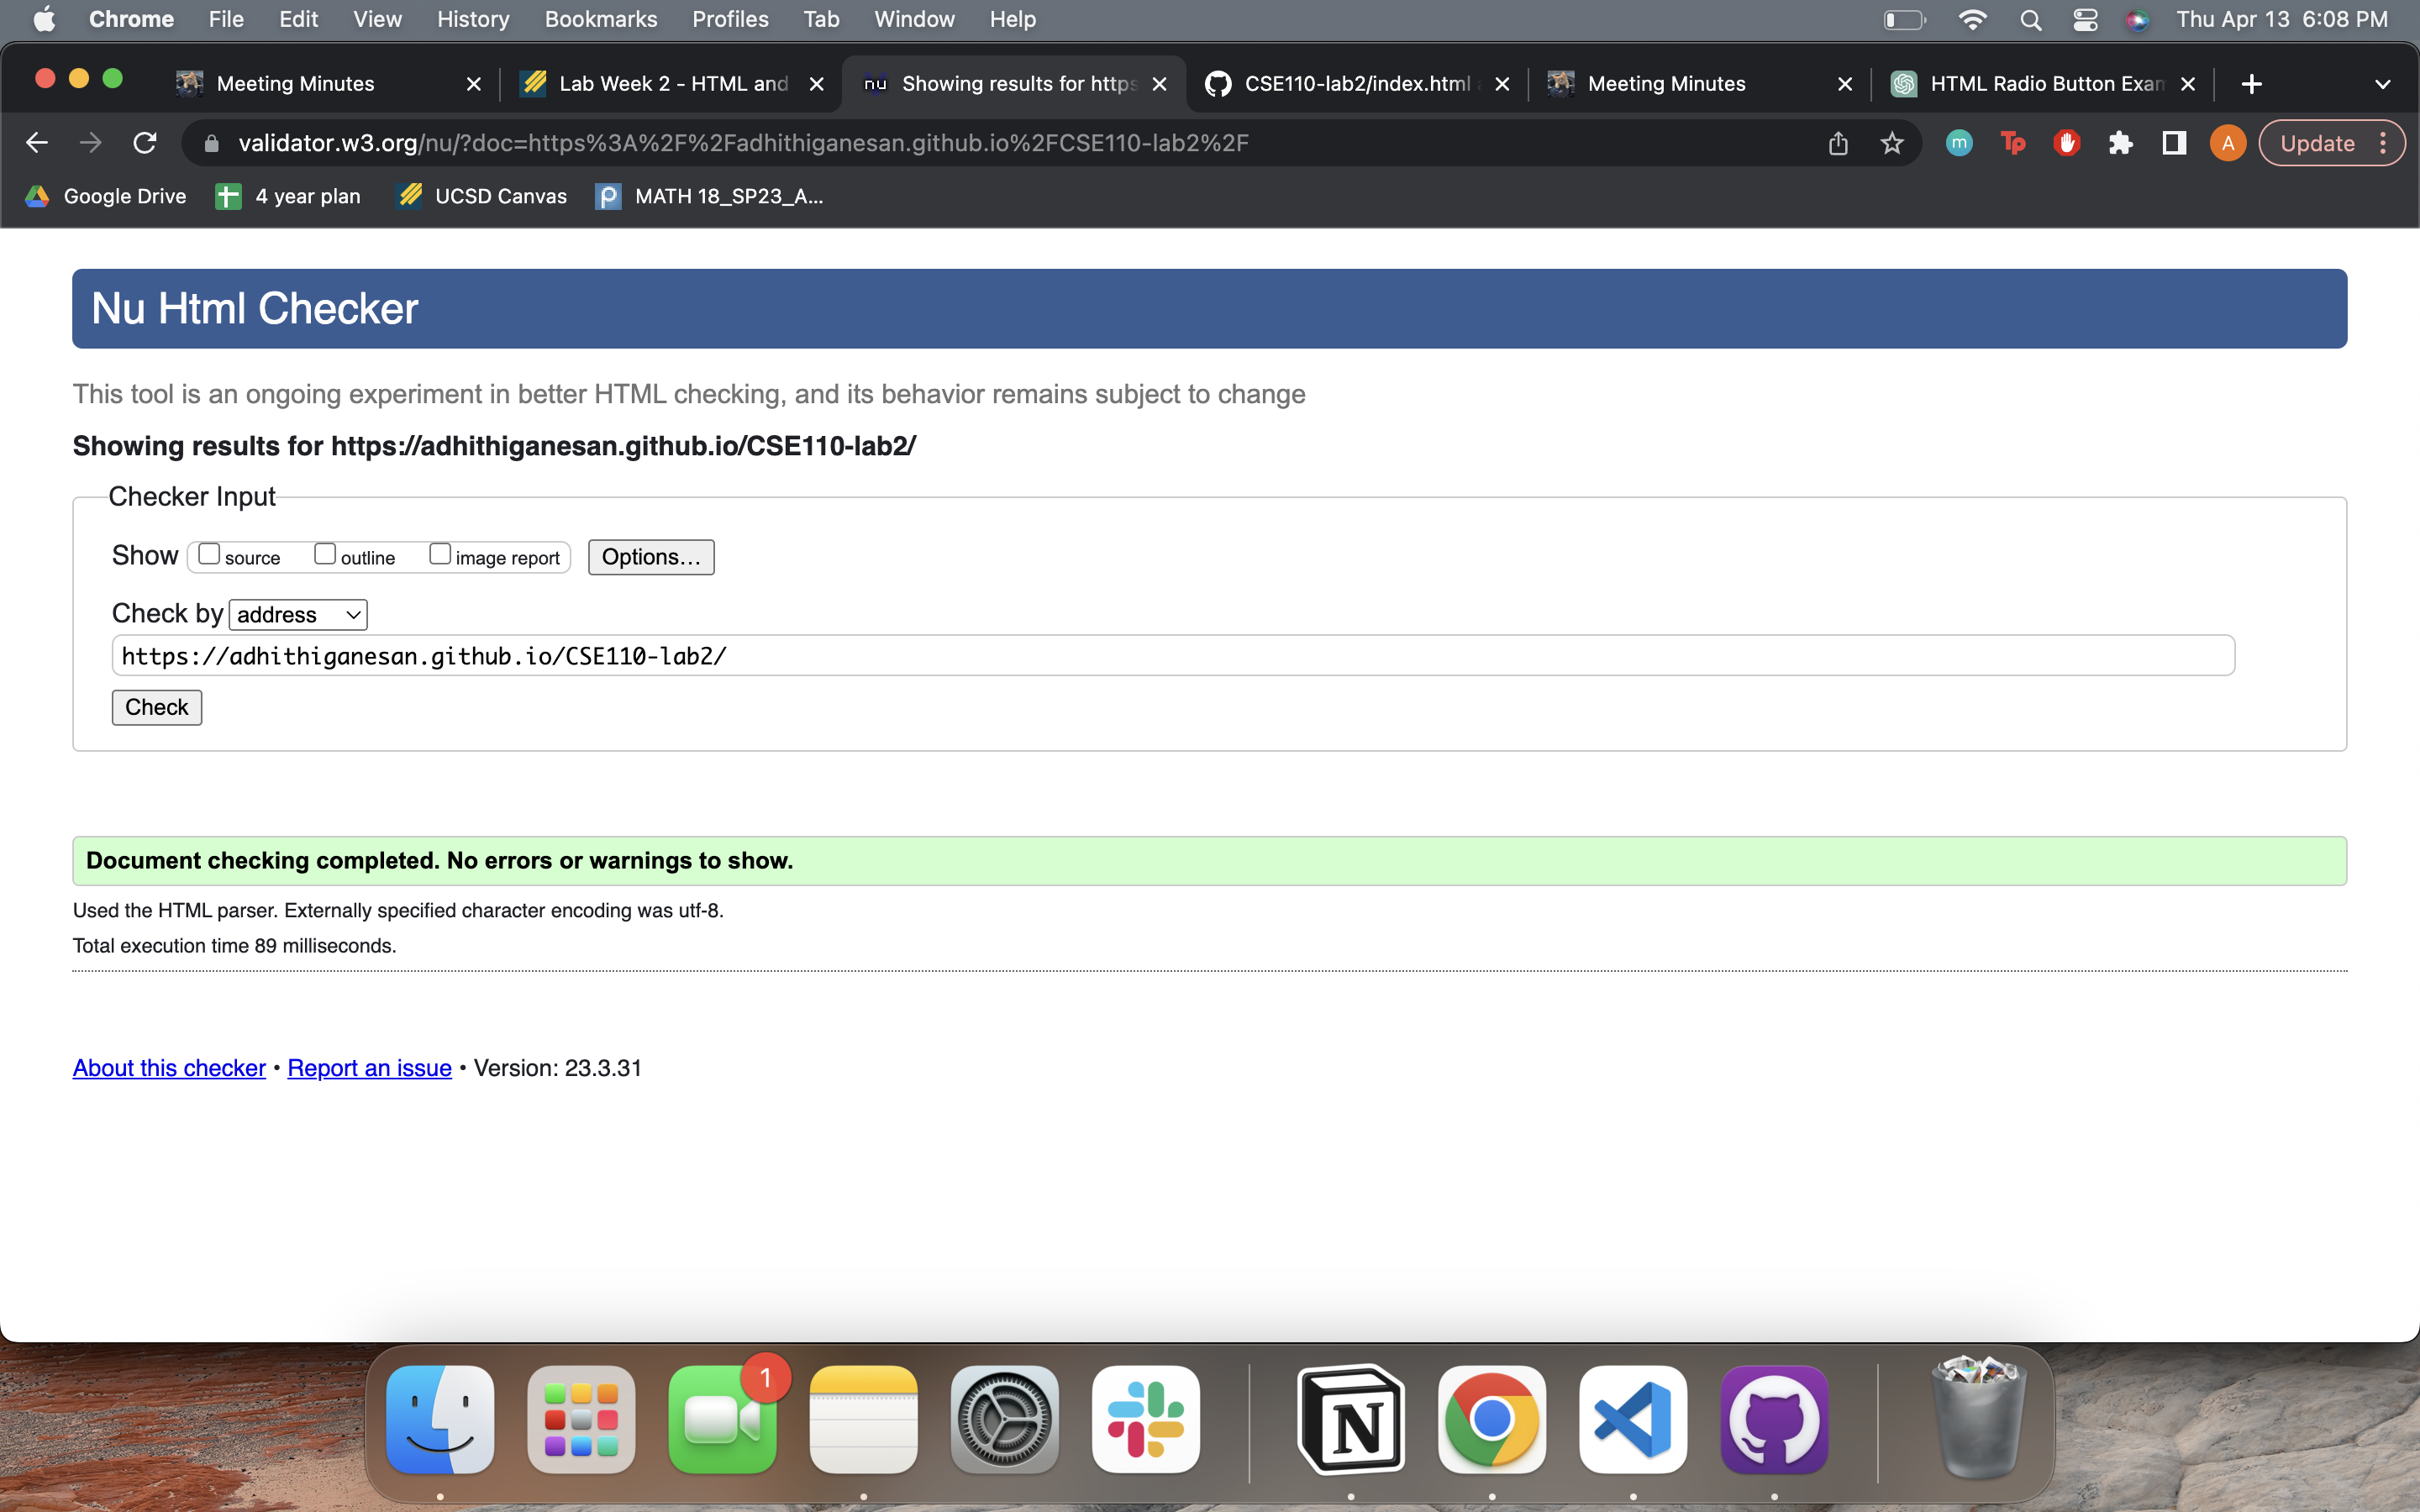 Chrome File Edit View History Bookmarks Profiles Tab Window Help Thu Apr 13 6:08 PM
Meeting Minutes Lab Week 2 - HTML and nu Showing results for https CSE110-lab2/index.html Meeting Minutes HTML Radio Button Exam
validator.w3.org/nu/?doc=https%3A%2F%2Fadhithiganesan.github.io%2FCSE110-lab2%2F m Tp A Update
Google Drive 4 year plan UCSD Canvas MATH 18_SP23_A...
Nu Html Checker
This tool is an ongoing experiment in better HTML checking, and its behavior remains subject to change
Showing results for https://adhithiganesan.github.io/CSE110-lab2/
Checker Input
Show source outline image report Options...
Check by address
https://adhithiganesan.github.io/CSE110-lab2/
Check
Document checking completed. No errors or warnings to show.
Used the HTML parser. Externally specified character encoding was utf-8.
Total execution time 89 milliseconds.
About this checker • Report an issue • Version: 23.3.31
1
N